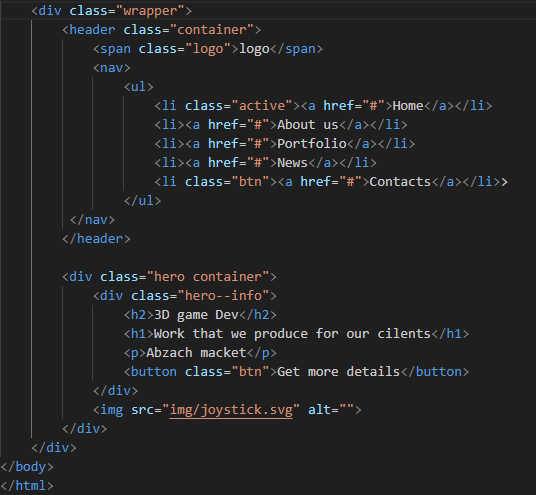 <div class="wrapper">
<header class="container">
<span class="logo">logo</span>
<nav>
<ul>
<li class="active"><a href="#">Home</a></li>
<li><a href="#">About us</a></li>
<li><a href="#">Portfolio</a></li>
<li><a href="#">News</a></li>
<li class="btn"><a href="#">Contacts</a></li>>
</ul>
</nav>
</header>
<div class="hero container">
<div class="hero--info">
<h2>3D game Dev</h2>
<h1>Work that we produce for our cilents</h1>
<p>Abzach macket</p>
<button class="btn">Get more details</button>
</div>
<img src="img/joystick.svg" alt="">
</div>
</div>
</body>
</html>